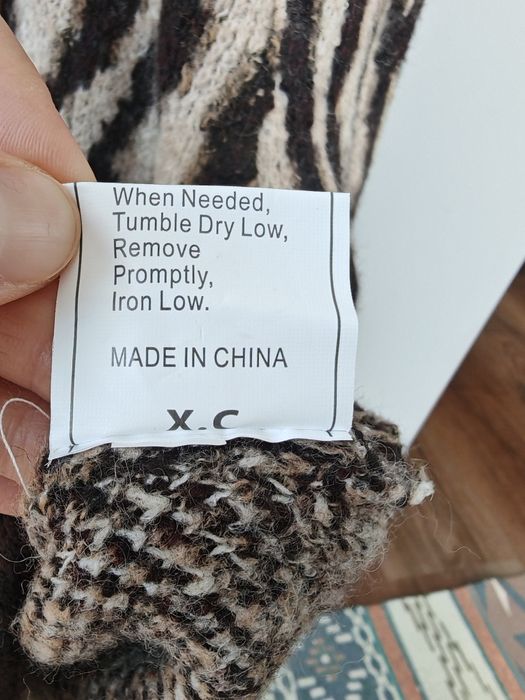 When Needed,
Tumble Dry Low,
Remove
Promptly,
Iron Low.
MADE IN CHINA
X.C